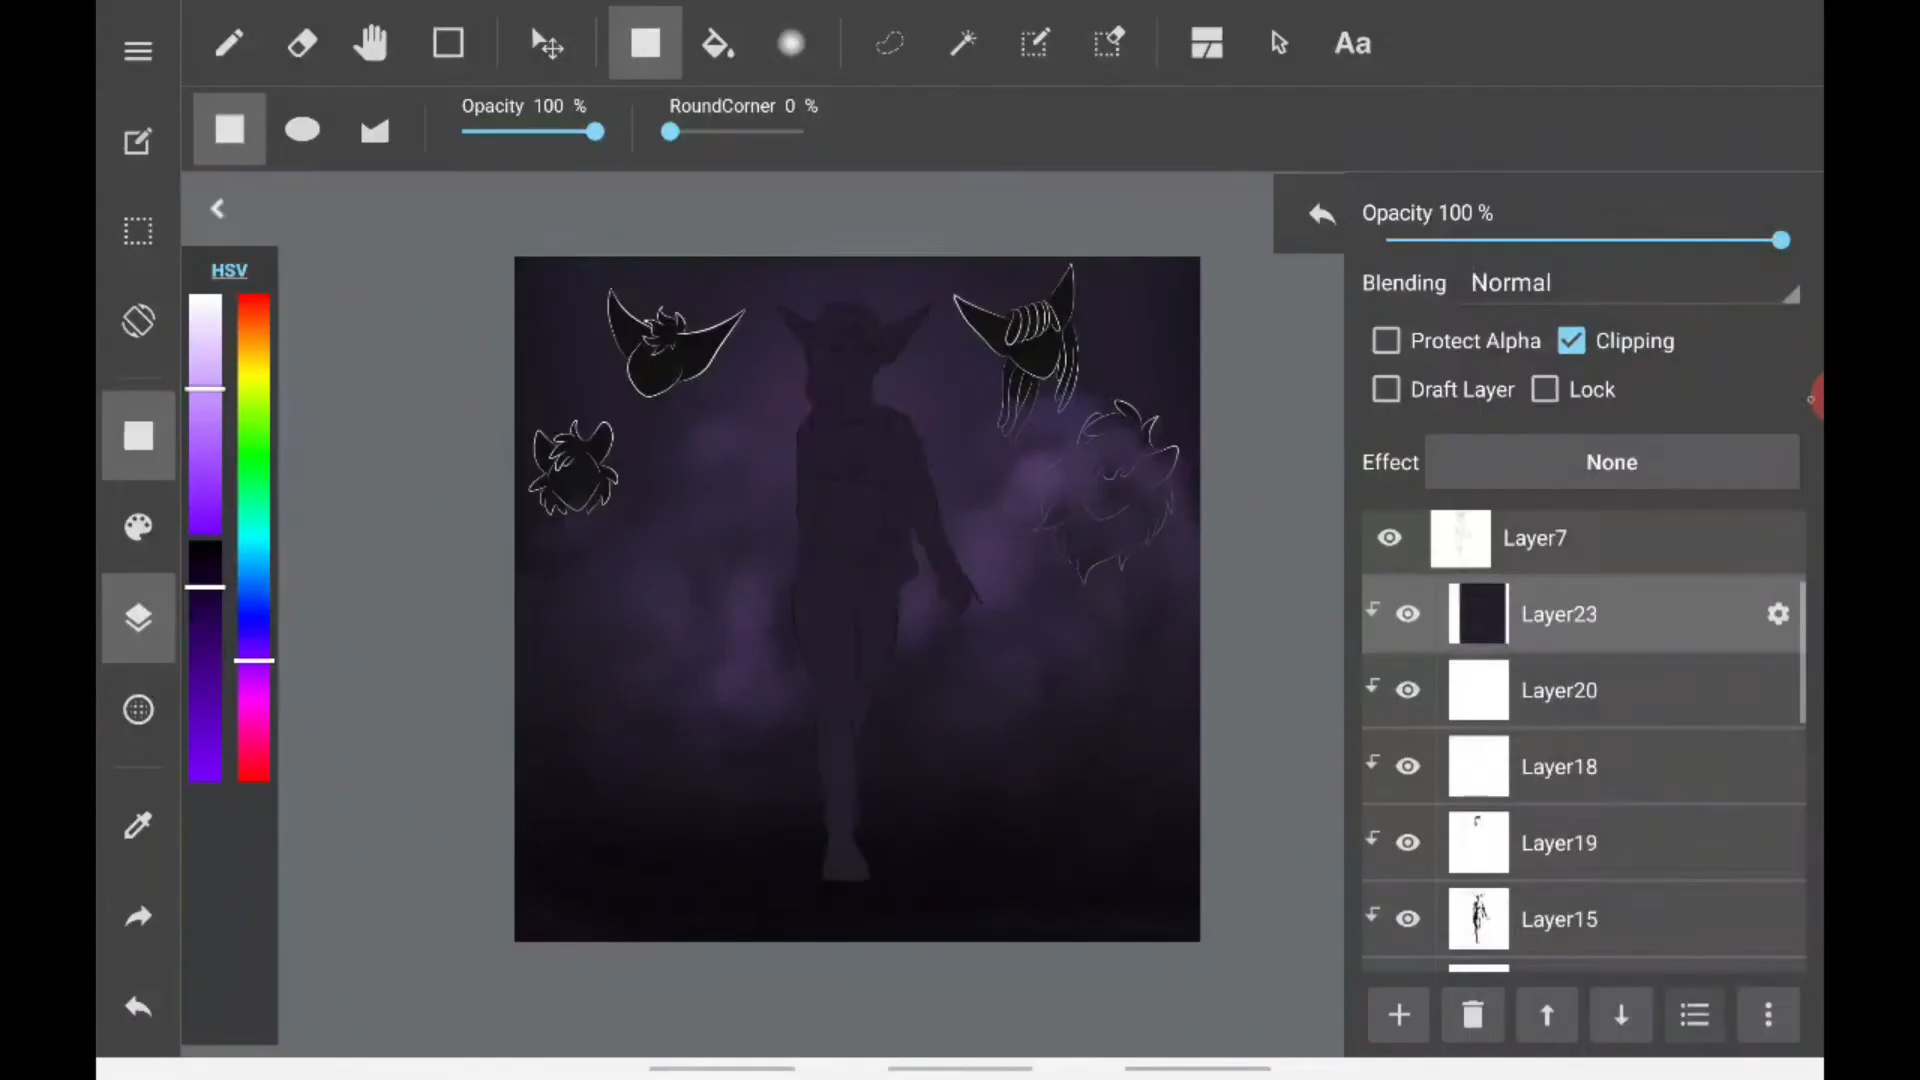 Aa
Opacity 100 %
RoundCorner 0 %
HSV
Opacity 100 %
Blending Normal
Protect Alpha Clipping
Draft Layer Lock
Effect None
Layer7
Layer23
Layer20
Layer18
Layer19
Layer15